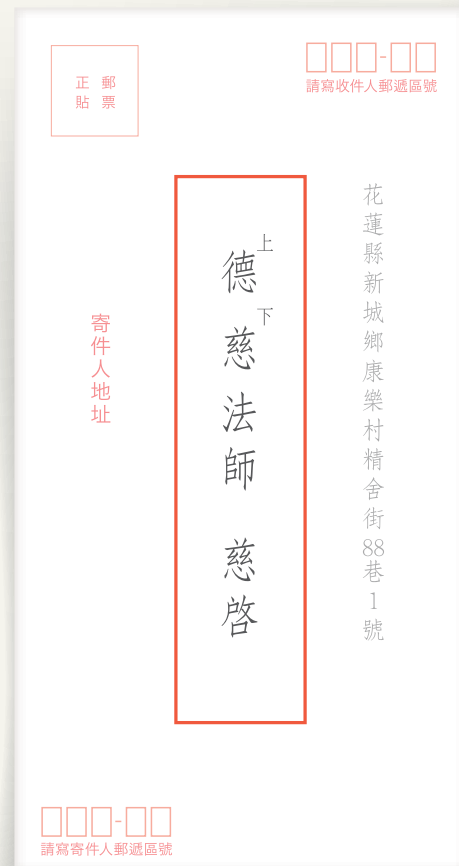 郵票
正貼
請寫收件人郵遞區號
花蓮縣新城鄉康樂村精舍街88巷1號
上德下慈法師 慈啓
寄件人地址
請寫寄件人郵遞區號